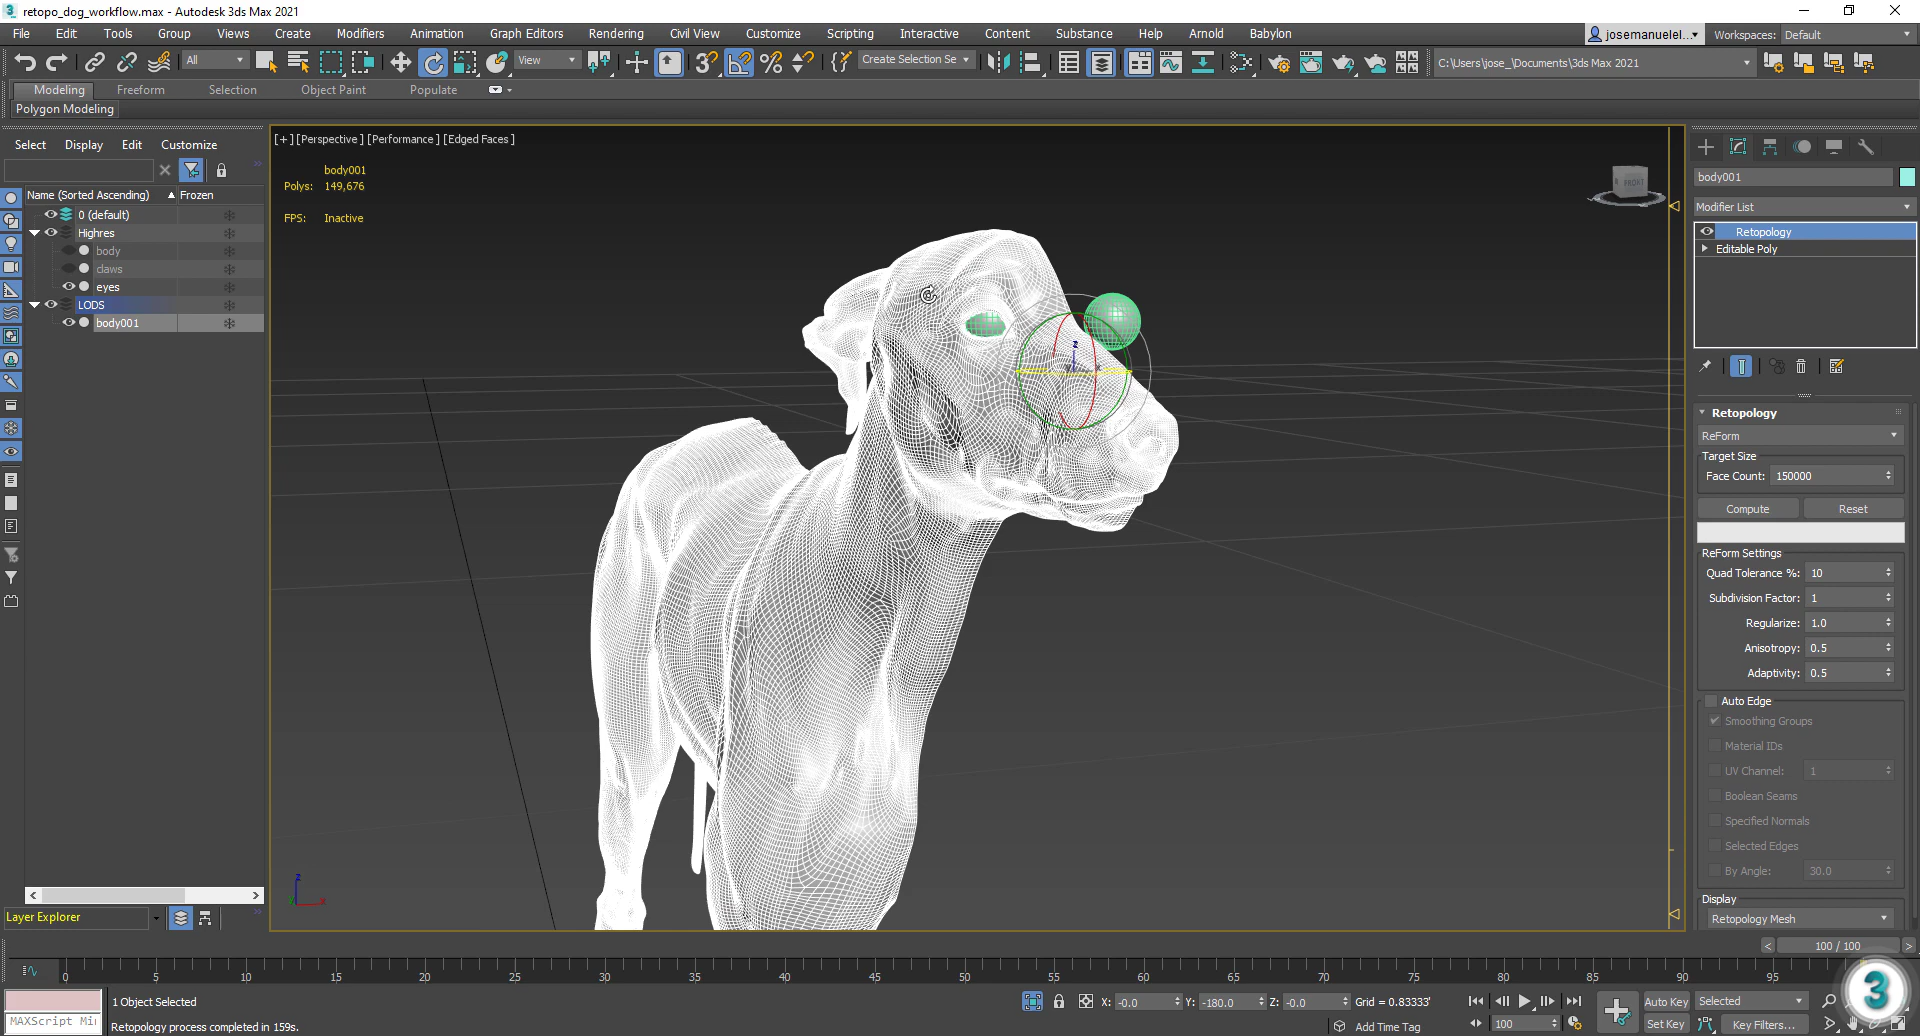 retopo_dog_workflow.max - Autodesk 3ds Max 2021
File Edit Tools Group Views Create Modifiers Animation Graph Editors Rendering Civil View Customize Scripting Interactive Content Substance Help Arnold Babylon
josemanuelel... Workspaces: Default
All View Create Selection Se C:\Users\jose_\Documents\3ds Max 2021
Modeling Freeform Selection Object Paint Populate
Polygon Modeling
Select Display Edit Customize
Name (Sorted Ascending) Frozen
0 (default)
Highres
body
claws
eyes
LODS
body001
Layer Explorer
[+] [Perspective ] [Performance ] [Edged Faces ]
body001
Polys: 149,676
FPS: Inactive
FRONT
z
x
body001
Modifier List
Retopology
Editable Poly
Retopology
ReForm
Target Size
Face Count: 150000
Compute Reset
ReForm Settings
Quad Tolerance %: 10
Subdivision Factor: 1
Regularize: 1.0
Anisotropy: 0.5
Adaptivity: 0.5
Auto Edge
Smoothing Groups
Material IDs
UV Channel: 1
Boolean Seams
Specified Normals
Selected Edges
By Angle: 30.0
Display
Retopology Mesh
100 / 100
0 5 10 15 20 25 30 35 40 45 50 55 60 65 70 75 80 85 90 95
1 Object Selected
MAXScript Mi
Retopology process completed in 159s.
X: -0.0 Y: -180.0 Z: -0.0 Grid = 0.83333'
Add Time Tag
100
Auto Key Selected
Set Key Key Filters...
3